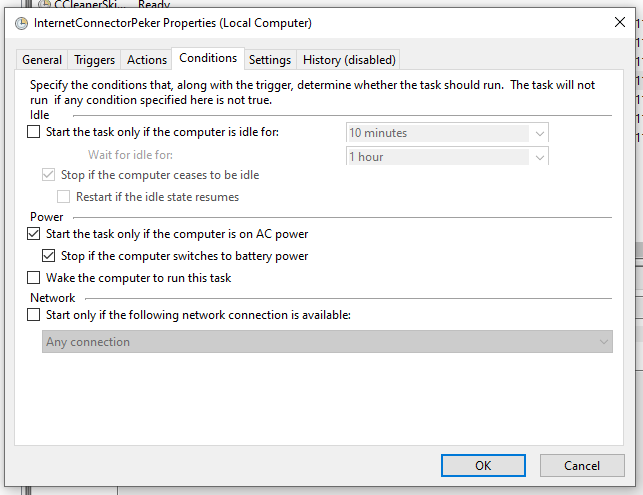 CCleanerSki... Ready
InternetConnectorPeker Properties (Local Computer)
General Triggers Actions Conditions Settings History (disabled)
Specify the conditions that, along with the trigger, determine whether the task should run. The task will not
run if any condition specified here is not true.
Idle
Start the task only if the computer is idle for: 10 minutes
Wait for idle for: 1 hour
Stop if the computer ceases to be idle
Restart if the idle state resumes
Power
Start the task only if the computer is on AC power
Stop if the computer switches to battery power
Wake the computer to run this task
Network
Start only if the following network connection is available:
Any connection
OK Cancel